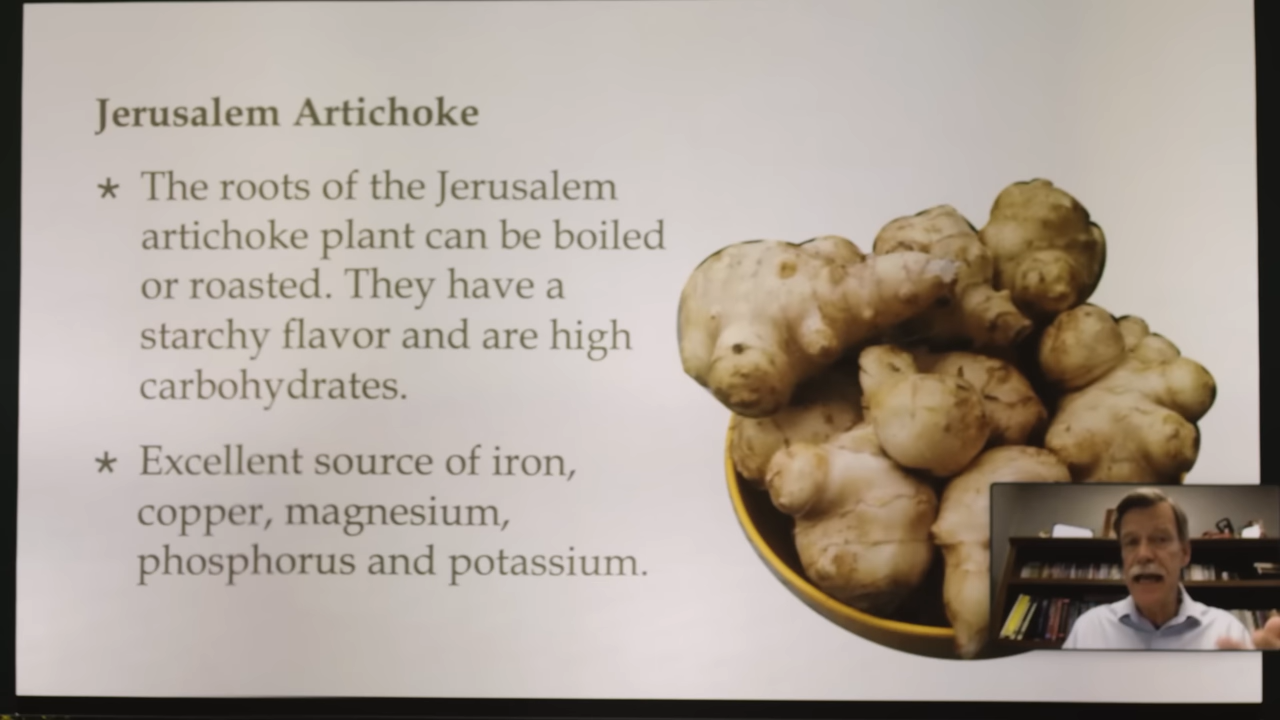 Jerusalem Artichoke
* The roots of the Jerusalem
artichoke plant can be boiled
or roasted. They have a
starchy flavor and are high
carbohydrates.
* Excellent source of iron,
copper, magnesium,
phosphorus and potassium.